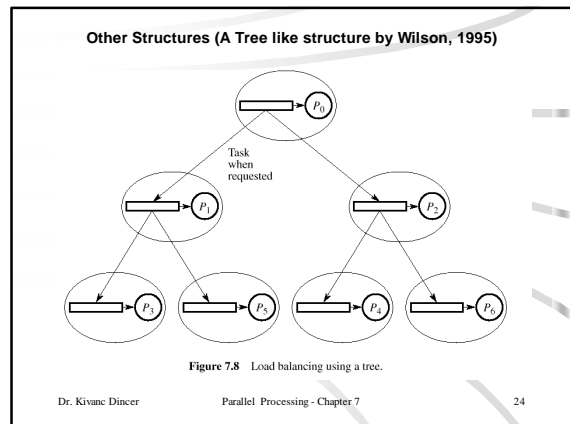 Other Structures (A Tree like structure by Wilson, 1995)
P0
Task
when
requested
P1
P2
P3
P5
P4
P6
Figure 7.8 Load balancing using a tree.
Dr. Kivanc Dincer
Parallel Processing - Chapter 7
24